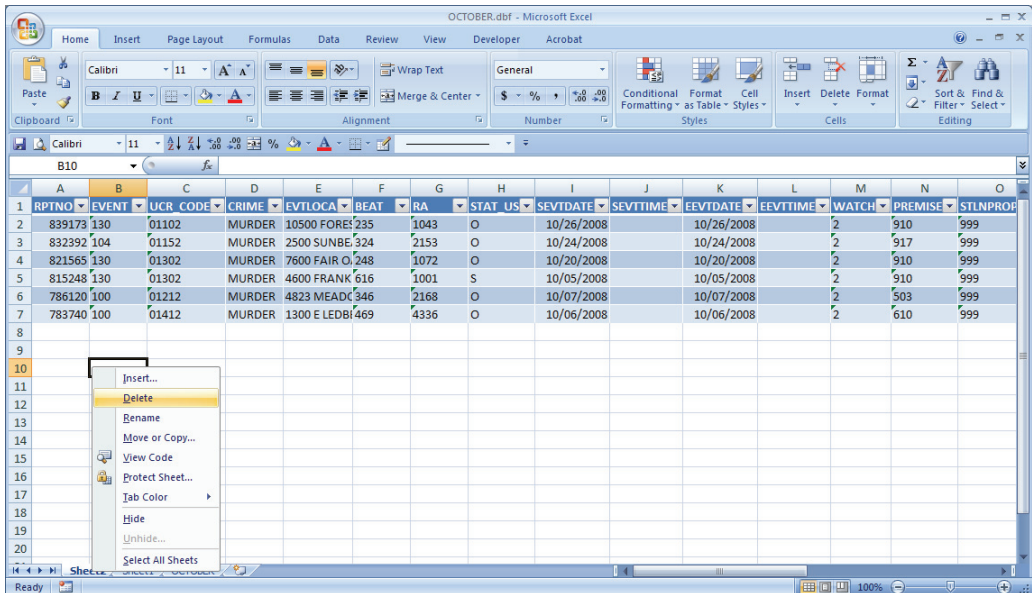 OCTOBER.dbf - Microsoft Excel
Home Insert Page Layout Formulas Data Review View Developer Acrobat
Calibri 11 A A Wrap Text General Σ
Paste B I U A Merge & Center $ % , .0 .00 .00 .0 Conditional Formatting Format as Table Cell Styles Insert Delete Format Sort & Filter Find & Select
Clipboard Font Alignment Number Styles Cells Editing
Calibri 11 A
B10 fx
A B C D E F G H I J K L M N O
1 RPTNO EVENT UCR_CODE CRIME EVTLOCA BEAT RA STAT_US SEVTDATE SEVTTIME EEVTDATE EEVTTIME WATCH PREMISE STLNPROP
2 839173 130 01102 MURDER 10500 FORES 235 1043 O 10/26/2008 10/26/2008 2 910 999
3 832392 104 01152 MURDER 2500 SUNBE 324 2153 O 10/24/2008 10/24/2008 2 917 999
4 821565 130 01302 MURDER 7600 FAIR O 248 1072 O 10/20/2008 10/20/2008 2 910 999
5 815248 130 01302 MURDER 4600 FRANK 616 1001 S 10/05/2008 10/05/2008 2 910 999
6 786120 100 01212 MURDER 4823 MEADO 346 2168 O 10/07/2008 10/07/2008 2 503 999
7 783740 100 01412 MURDER 1300 E LEDB 469 4336 O 10/06/2008 10/06/2008 2 610 999
8
9
10
11 Insert...
12 Delete
13 Rename
14 Move or Copy...
15 View Code
16 Protect Sheet...
17 Tab Color
18 Hide
19 Unhide...
20 Select All Sheets
Sheet2 Sheet1 OCTOBER
Ready 100%